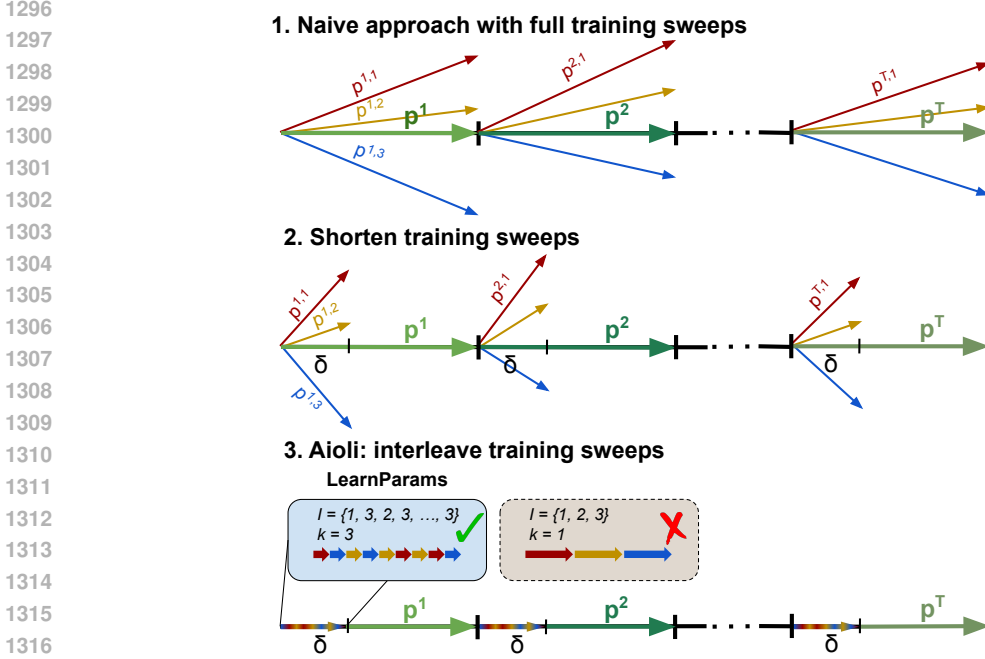 1296
1. Naive approach with full training sweeps
1297
1298
p1,1 p2,1 pT,1
1299
p1,2 p1 p2 pT
1300
p1,3
1301
1302
1303
2. Shorten training sweeps
1304
1305
p1,1 p2,1 pT,1
1306
p1,2 p1 p2 pT
1307
δ δ δ
1308
p1,3
1309
1310
3. Aioli: interleave training sweeps
1311
LearnParams
1312
I = {1, 3, 2, 3, …, 3} I = {1, 2, 3}
k = 3 k = 1
1313
1314
1315
p1 p2 pT
1316
δ δ δ